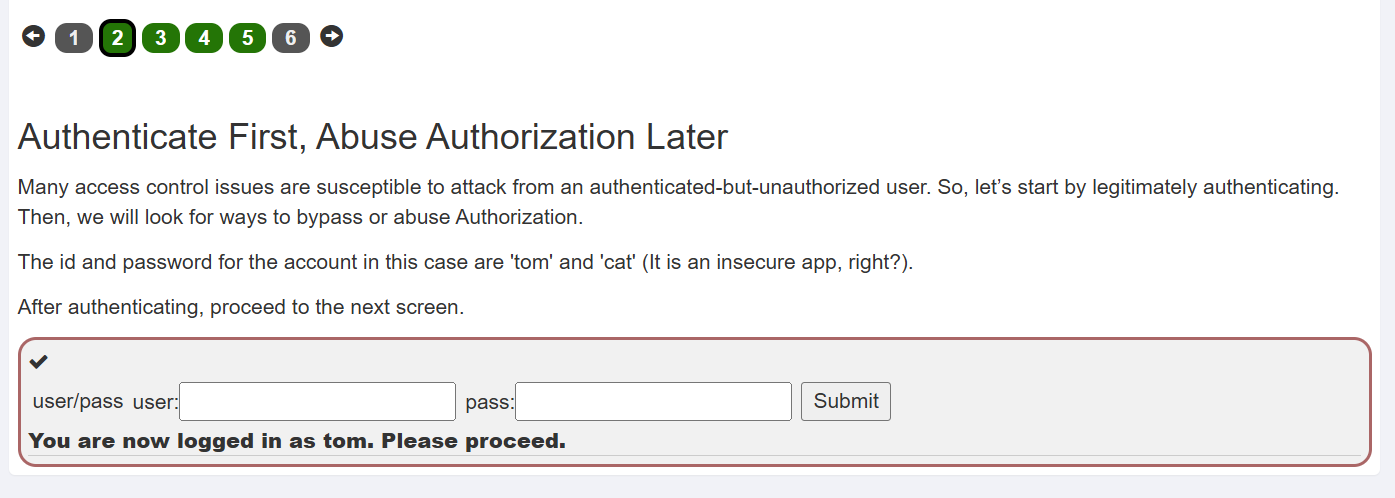 1 2 3 4 5 6
Authenticate First, Abuse Authorization Later
Many access control issues are susceptible to attack from an authenticated-but-unauthorized user. So, let’s start by legitimately authenticating.
Then, we will look for ways to bypass or abuse Authorization.
The id and password for the account in this case are 'tom' and 'cat' (It is an insecure app, right?).
After authenticating, proceed to the next screen.
user/pass user: pass: Submit
You are now logged in as tom. Please proceed.